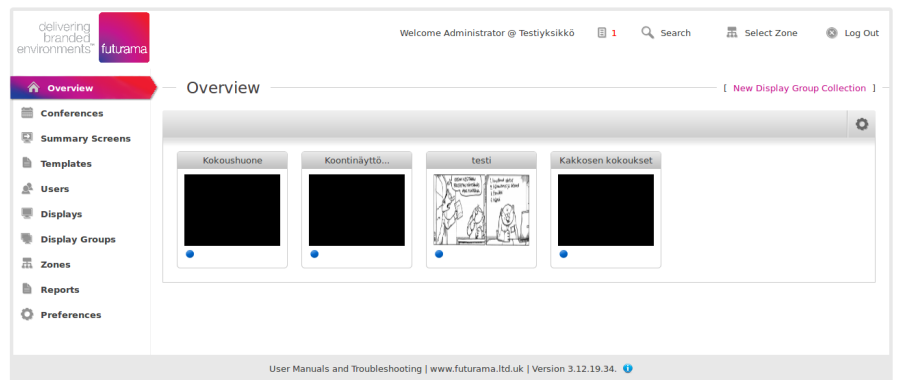 delivering
branded
environments™ futurama
Welcome Administrator @ Testiyksikkö 1 Search Select Zone Log Out
Overview
Overview
[ New Display Group Collection ]
Conferences
Summary Screens
Templates
Users
Displays
Display Groups
Zones
Reports
Preferences
Kokoushuone Koontinäyttö... testi Kakkosen kokoukset
User Manuals and Troubleshooting | www.futurama.ltd.uk | Version 3.12.19.34.